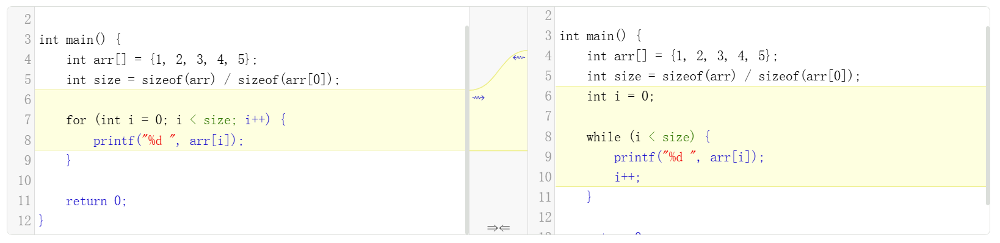 2
3 int main() {
4     int arr[] = {1, 2, 3, 4, 5};
5     int size = sizeof(arr) / sizeof(arr[0]);
6
7     for (int i = 0; i < size; i++) {
8         printf("%d ", arr[i]);
9     }
10
11     return 0;
12 }
2
3 int main() {
4     int arr[] = {1, 2, 3, 4, 5};
5     int size = sizeof(arr) / sizeof(arr[0]);
6     int i = 0;
7
8     while (i < size) {
9         printf("%d ", arr[i]);
10         i++;
11     }
12